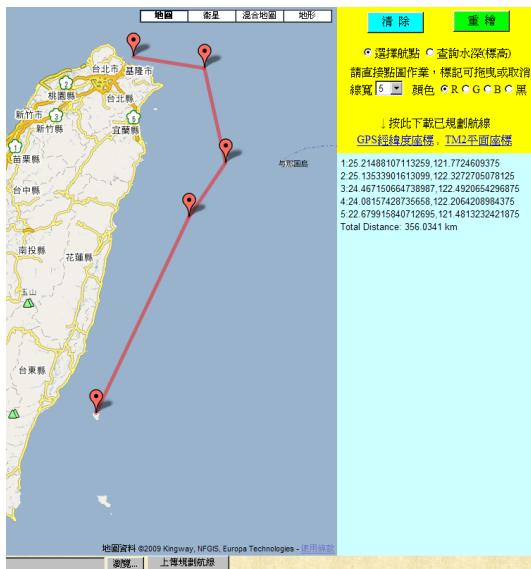 地圖 衛星 混合地圖 地形
清 除 重 繪
選擇航點 查詢水深(標高)
請直接點圖作業，標記可拖曳或取消
線寬 5 顏色 R G B 黑
↓按此下載已規劃航線
GPS經緯度座標， TM2平面座標
1:25.21488107113259,121.7724609375
2:25.13533901613099,122.3272705078125
3:24.467150664738987,122.4920654296875
4:24.08157428735658,122.2064208984375
5:22.679915840712695,121.4813232421875
Total Distance: 356.0341 km
台北市
基隆市
桃園縣
台北縣
新竹市
新竹縣
宜蘭縣
苗栗縣
与那国島
台中縣
南投縣
花蓮縣
玉山
台東縣
2
3
5
1
地圖資料 ©2009 Kingway, NFGIS, Europa Technologies - 使用條款
瀏覽... 上傳規劃航線